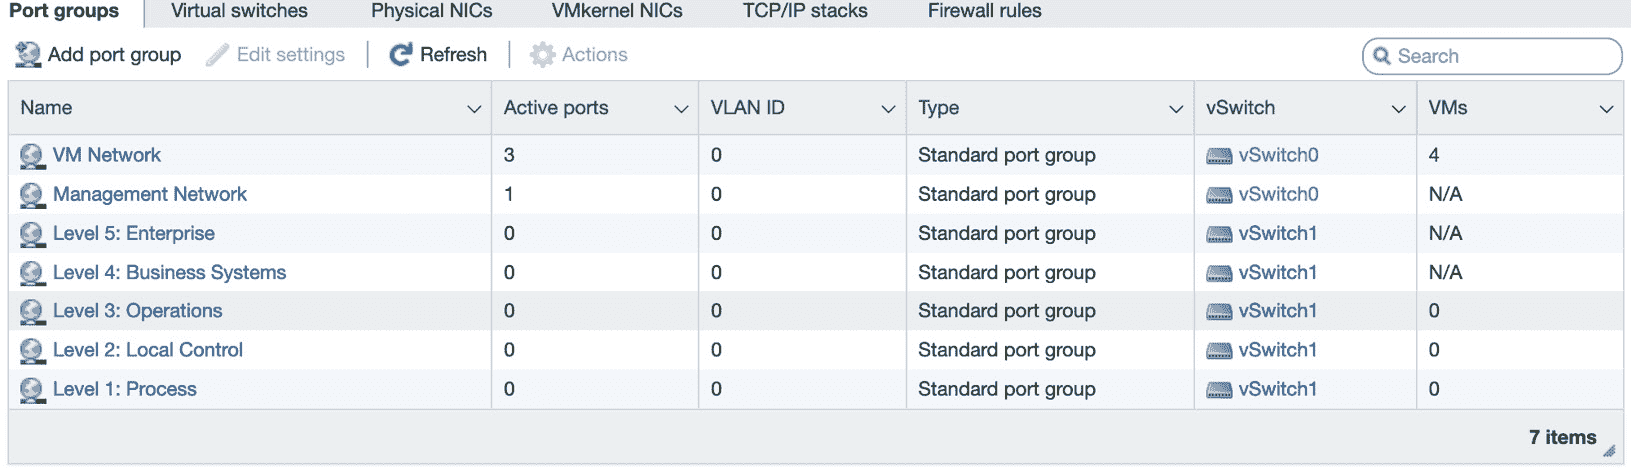 Port groups Virtual switches Physical NICs VMkernel NICs TCP/IP stacks Firewall rules
Add port group Edit settings Refresh Actions Search
Name Active ports VLAN ID Type vSwitch VMs
VM Network 3 0 Standard port group vSwitch0 4
Management Network 1 0 Standard port group vSwitch0 N/A
Level 5: Enterprise 0 0 Standard port group vSwitch1 N/A
Level 4: Business Systems 0 0 Standard port group vSwitch1 N/A
Level 3: Operations 0 0 Standard port group vSwitch1 0
Level 2: Local Control 0 0 Standard port group vSwitch1 0
Level 1: Process 0 0 Standard port group vSwitch1 0
7 items